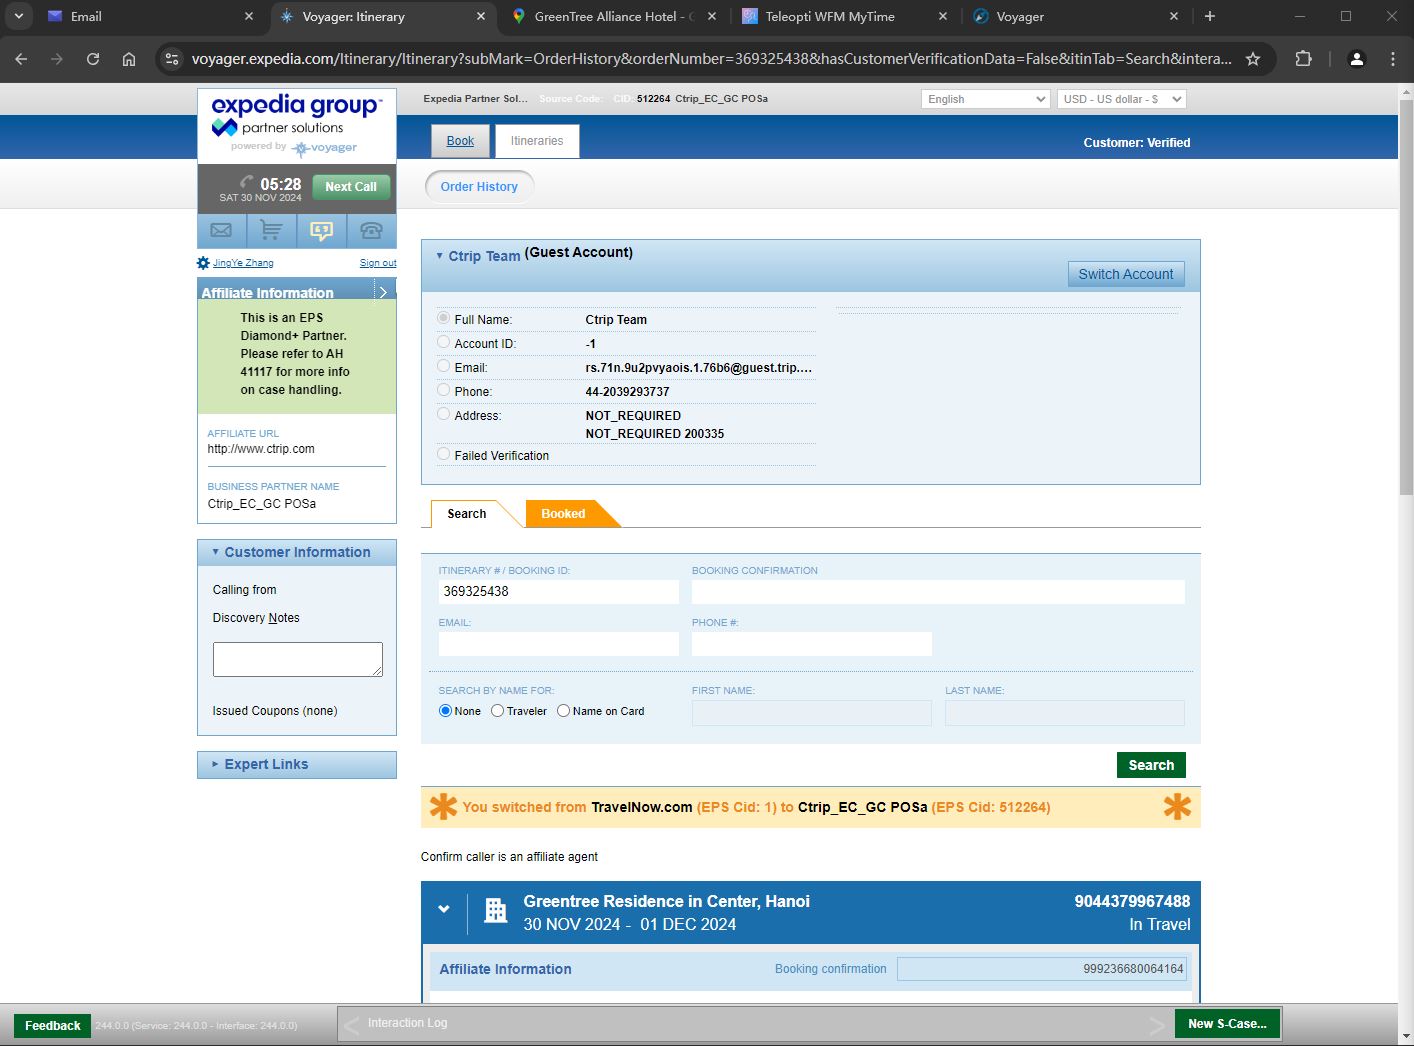 Email
Voyager: Itinerary
GreenTree Alliance Hotel - G
Teleopti WFM MyTime
Voyager
voyager.expedia.com/Itinerary/Itinerary?subMark=OrderHistory&orderNumber=369325438&hasCustomerVerificationData=False&itinTab=Search&intera...
expedia group™
partner solutions
powered by voyager
Expedia Partner Sol... Source Code: CID: 512264 Ctrip_EC_GC POSa
English
USD - US dollar - $
Book
Itineraries
Customer: Verified
05:28
SAT 30 NOV 2024
Next Call
Order History
JingYe Zhang
Sign out
Affiliate Information
This is an EPS
Diamond+ Partner.
Please refer to AH
41117 for more info
on case handling.
AFFILIATE URL
http://www.ctrip.com
BUSINESS PARTNER NAME
Ctrip_EC_GC POSa
Customer Information
Calling from
Discovery Notes
Issued Coupons (none)
Expert Links
Ctrip Team (Guest Account)
Switch Account
Full Name: Ctrip Team
Account ID: -1
Email: rs.71n.9u2pvyaois.1.76b6@guest.trip....
Phone: 44-2039293737
Address: NOT_REQUIRED
NOT_REQUIRED 200335
Failed Verification
Search
Booked
ITINERARY # / BOOKING ID:
BOOKING CONFIRMATION
369325438
EMAIL:
PHONE #:
SEARCH BY NAME FOR:
FIRST NAME:
LAST NAME:
None
Traveler
Name on Card
Search
You switched from TravelNow.com (EPS Cid: 1) to Ctrip_EC_GC POSa (EPS Cid: 512264)
Confirm caller is an affiliate agent
Greentree Residence in Center, Hanoi
9044379967488
30 NOV 2024 - 01 DEC 2024
In Travel
Affiliate Information
Booking confirmation
999236680064164
Feedback
244.0.0 (Service: 244.0.0 - Interface: 244.0.0)
Interaction Log
New S-Case...